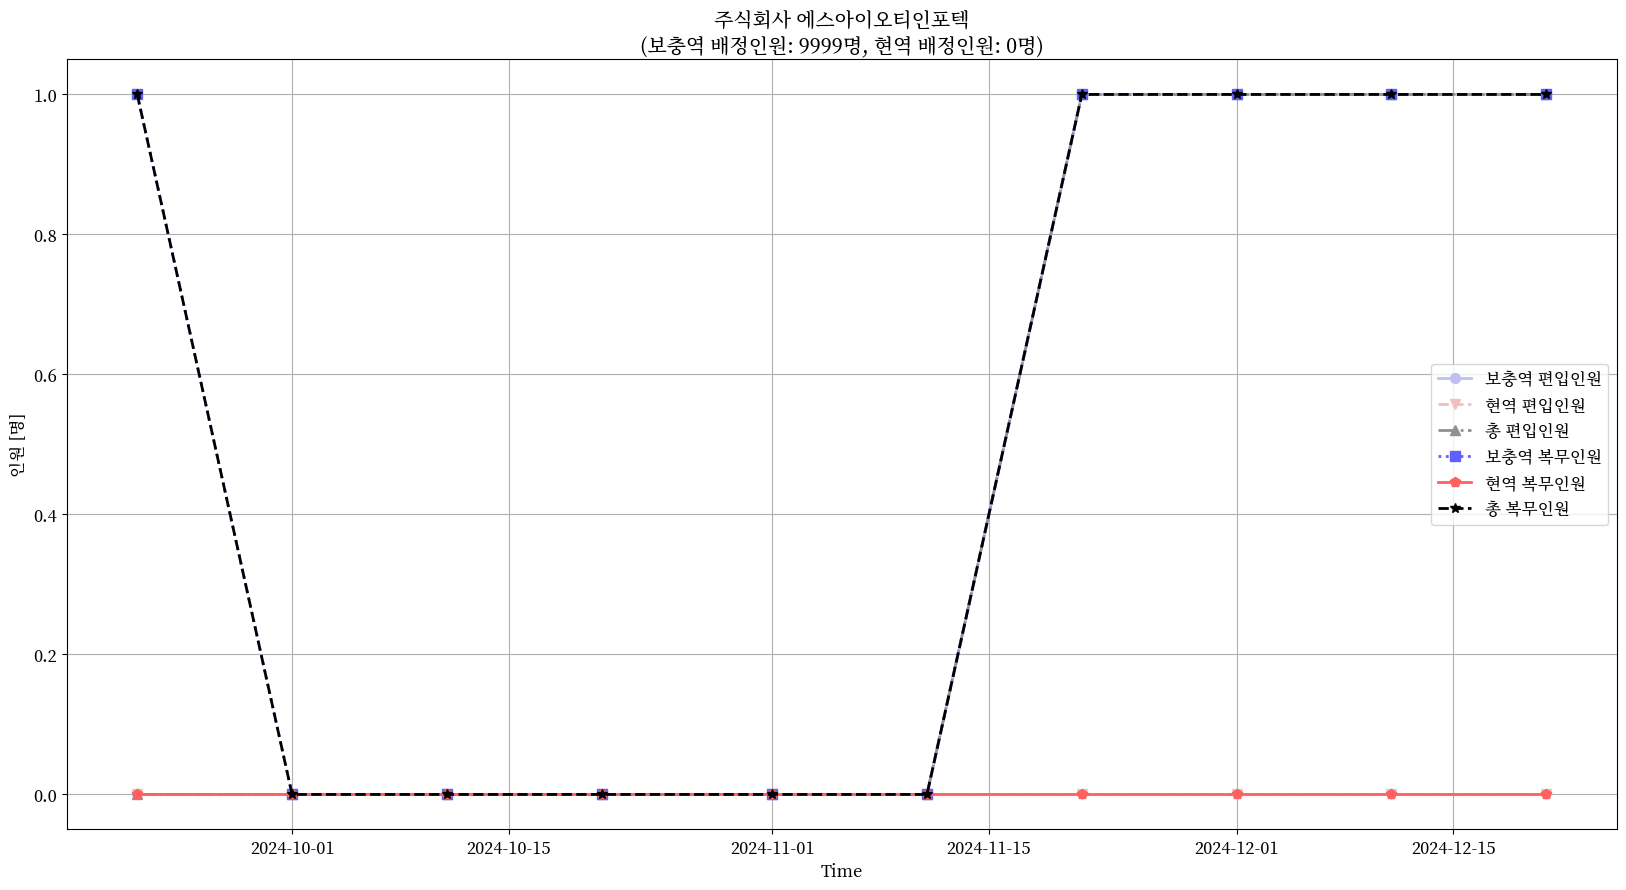 주식회사 에스아이오티인포텍
(보충역 배정인원: 9999명, 현역 배정인원: 0명)
인원 [명]
1.0
0.8
0.6
0.4
0.2
0.0
보충역 편입인원
현역 편입인원
총 편입인원
보충역 복무인원
현역 복무인원
총 복무인원
2024-10-01
2024-10-15
2024-11-01
2024-11-15
2024-12-01
2024-12-15
Time